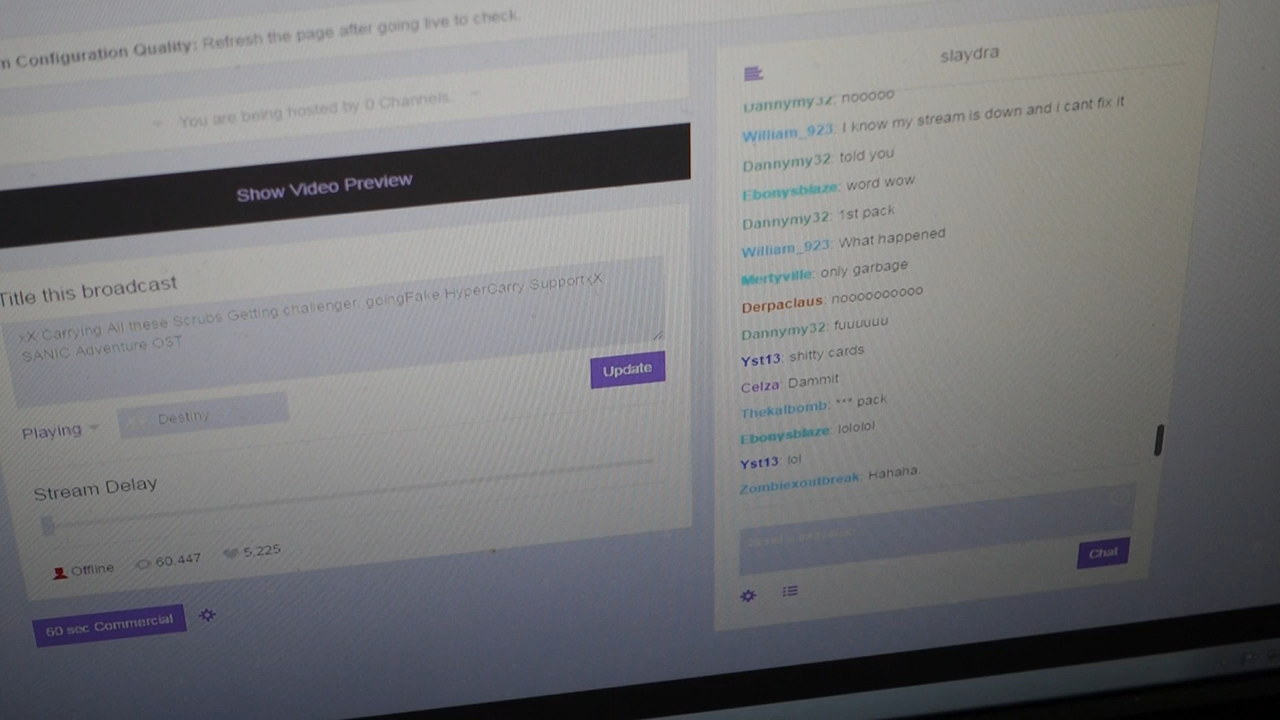 n Configuration Quality: Refresh the page after going live to check.
You are being hosted by 0 Channels.
Show Video Preview
Title this broadcast
xX Carrying All these Scrubs Getting challenger, goingFake HyperCarry SupportxX
SANIC Adventure OST
Update
Playing
Destiny
Stream Delay
Offline
60,447
5,225
60 sec Commercial
slaydra
Dannymy32: nooooo
William_923: I know my stream is down and i cant fix it
Dannymy32: told you
Ebonysblaze: word wow
Dannymy32: 1st pack
William_923: What happened
Mertyville: only garbage
Derpaclaus: noooooooooo
Dannymy32: fuuuuuu
Yst13: shitty cards
Celza: Dammit
Thekalbomb: *** pack
Ebonysblaze: lololol
Yst13: lol
Zombiexoutbreak: Hahaha.
Chat